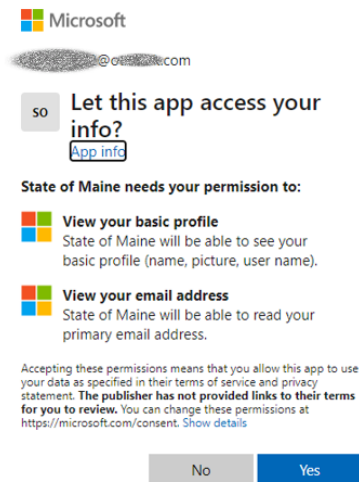 Microsoft
.com
SO
Let this app access your
info?
App info
State of Maine needs your permission to:
View your basic profile
State of Maine will be able to see your
basic profile (name, picture, user name).
View your email address
State of Maine will be able to read your
primary email address.
Accepting these permissions means that you allow this app to use
your data as specified in their terms of service and privacy
statement. The publisher has not provided links to their terms
for you to review. You can change these permissions at
https://microsoft.com/consent. Show details
No
Yes